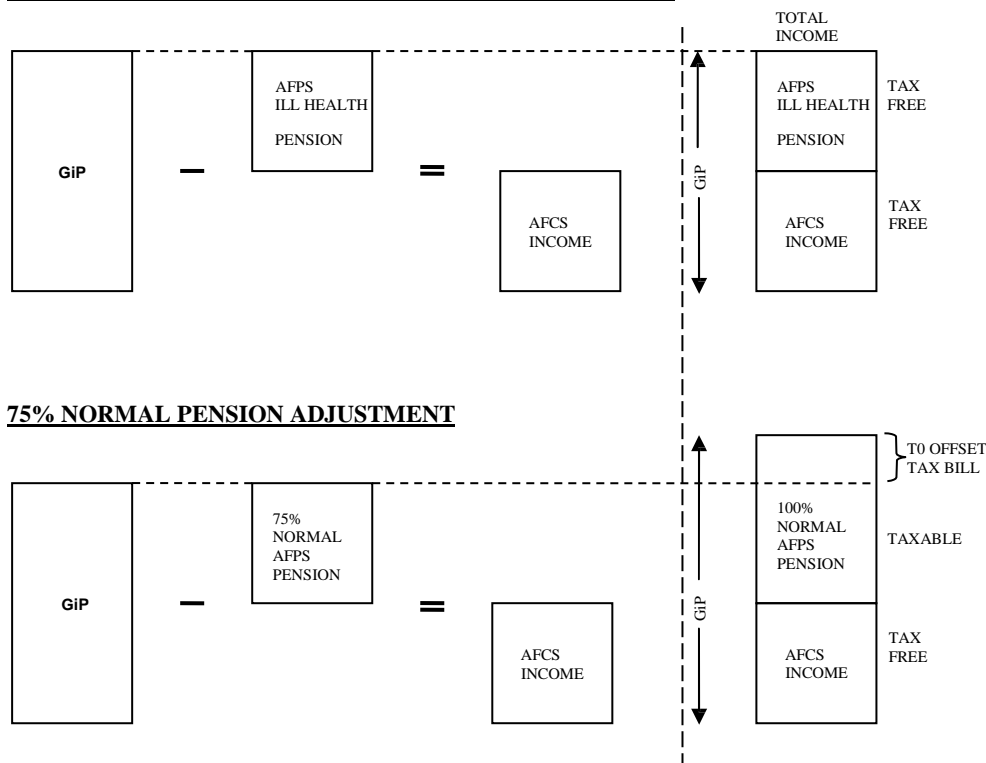 TOTAL
INCOME
GiP
AFPS
ILL HEALTH
PENSION
AFCS
INCOME
GiP
AFPS
ILL HEALTH
PENSION
TAX
FREE
AFCS
INCOME
TAX
FREE
75% NORMAL PENSION ADJUSTMENT
GiP
75%
NORMAL
AFPS
PENSION
AFCS
INCOME
GiP
T0 OFFSET
TAX BILL
100%
NORMAL
AFPS
PENSION
TAXABLE
AFCS
INCOME
TAX
FREE